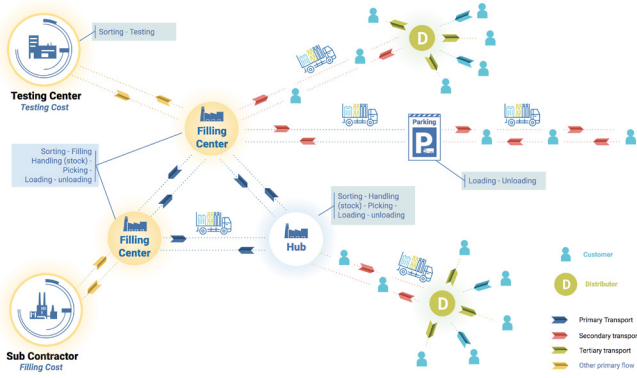 Sorting - Testing
Testing Center
Testing Cost
Filling
Center
Sorting - Filling
Handling (stock) -
Picking -
Loading - unloading
Filling
Center
Hub
Sorting - Handling
(stock) - Picking -
Loading - unloading
Parking
P
Loading - Unloading
D
D
Sub Contractor
Filling Cost
Customer
D
Distributor
Primary Transport
Secondary transport
Tertiary transport
Other primary flow